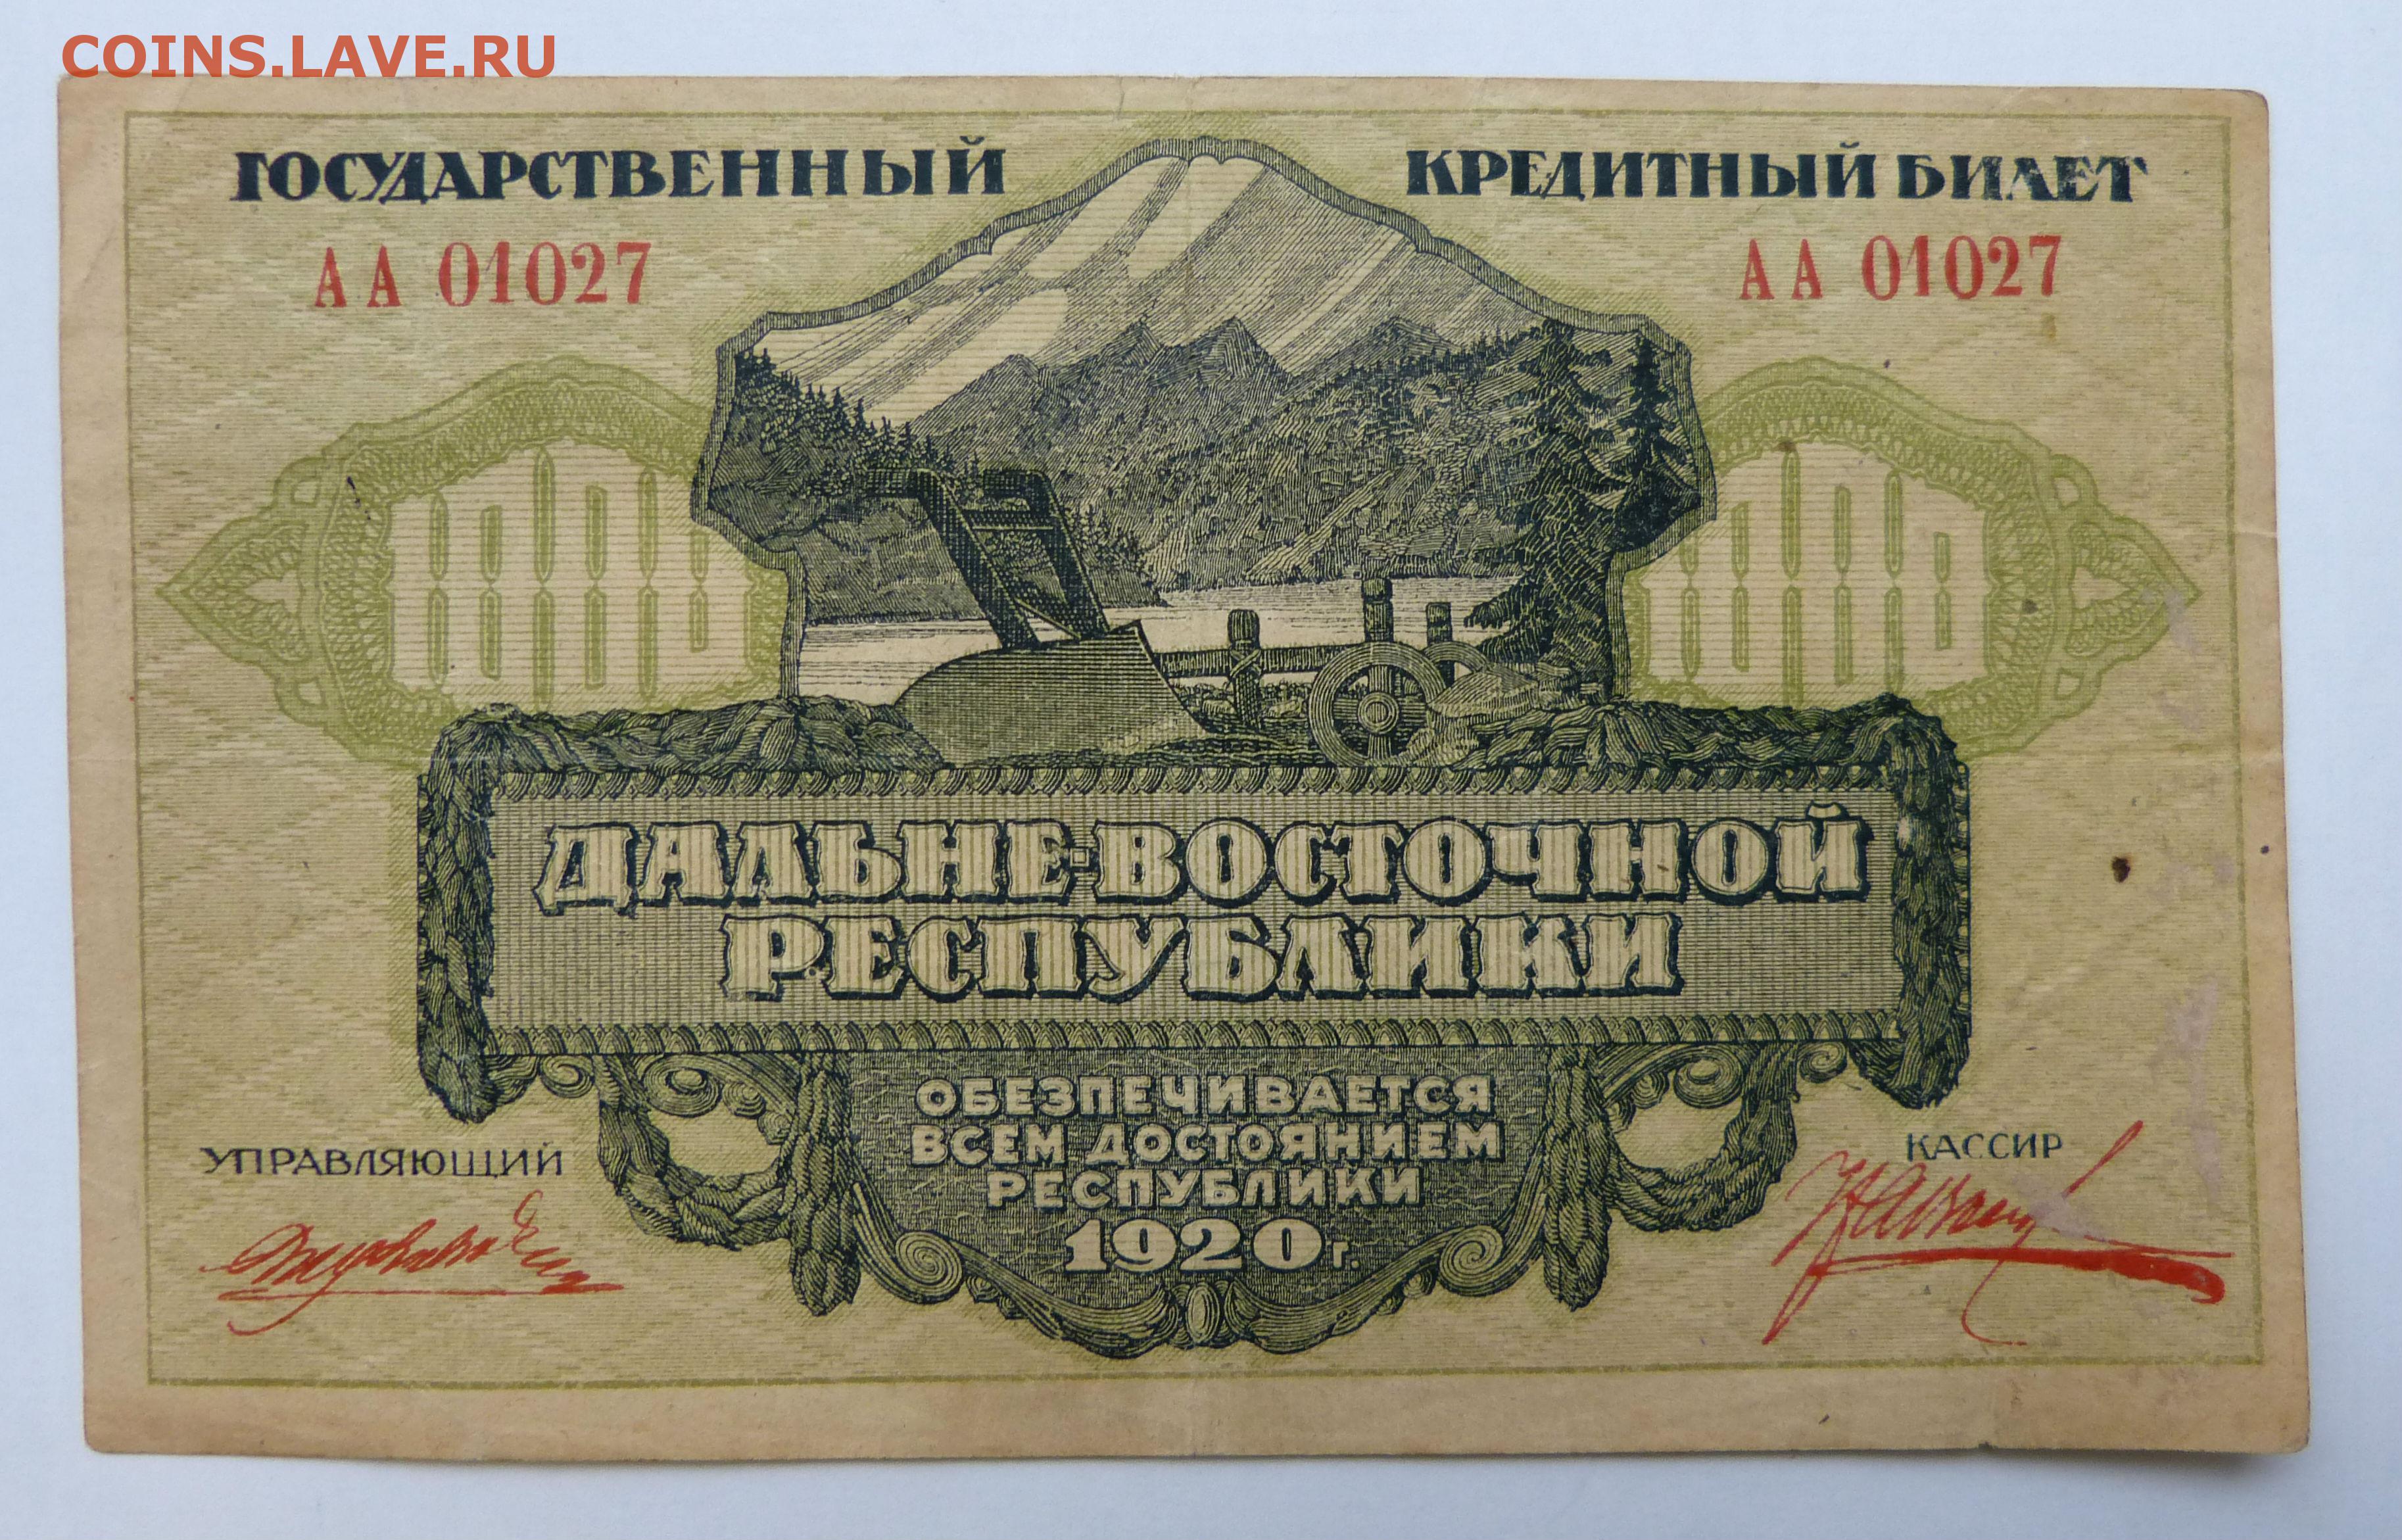 COINS.LAVE.RU
ГОСУДАРСТВЕННЫЙ КРЕДИТНЫЙ БИЛЕТ
АА 01027 АА 01027
1000 1000
ДАЛЬНЕ-ВОСТОЧНОЙ
РЕСПУБЛИКИ
ОБЕЗПЕЧИВАЕТСЯ
ВСЕМ ДОСТОЯНИЕМ
РЕСПУБЛИКИ
1920 г.
УПРАВЛЯЮЩИЙ КАССИР